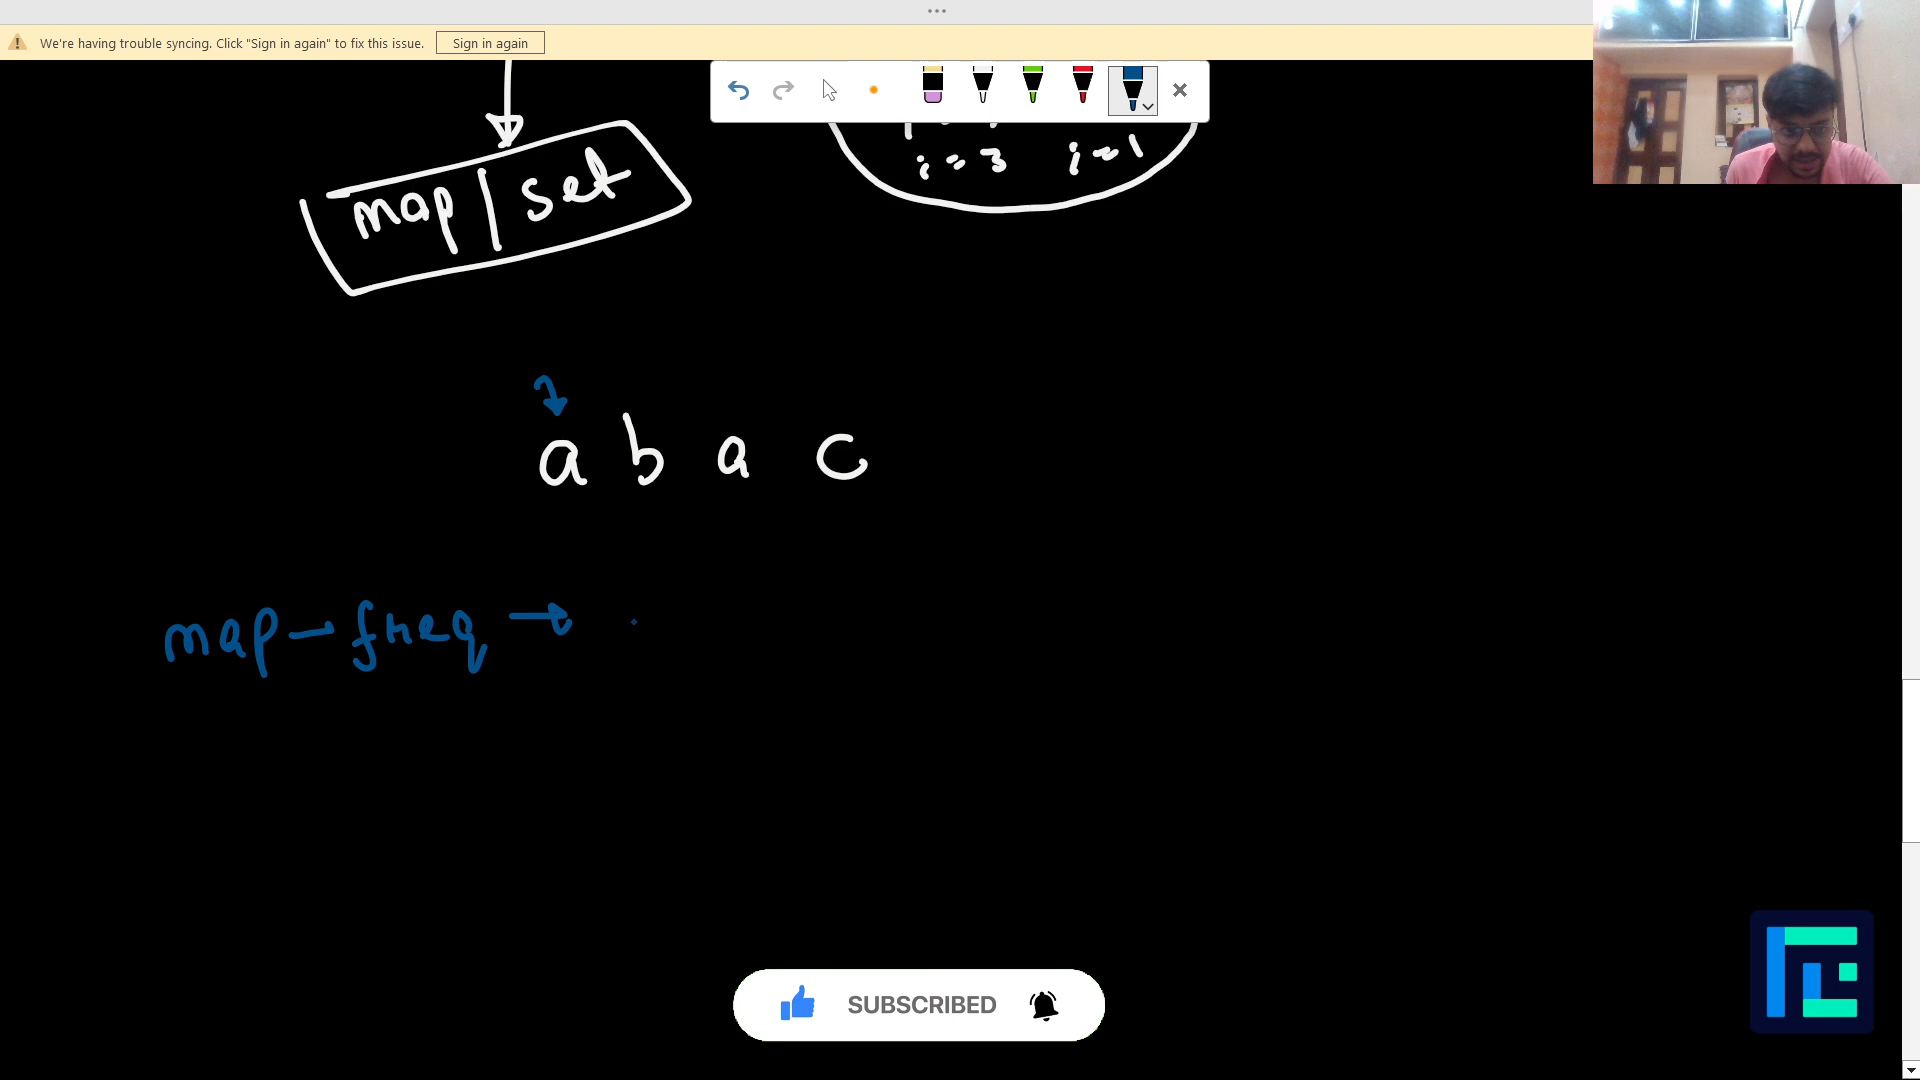 We're having trouble syncing. Click "Sign in again" to fix this issue. Sign in again
map | set
i = 3 i = 1
a b a c
map - freq →
SUBSCRIBED